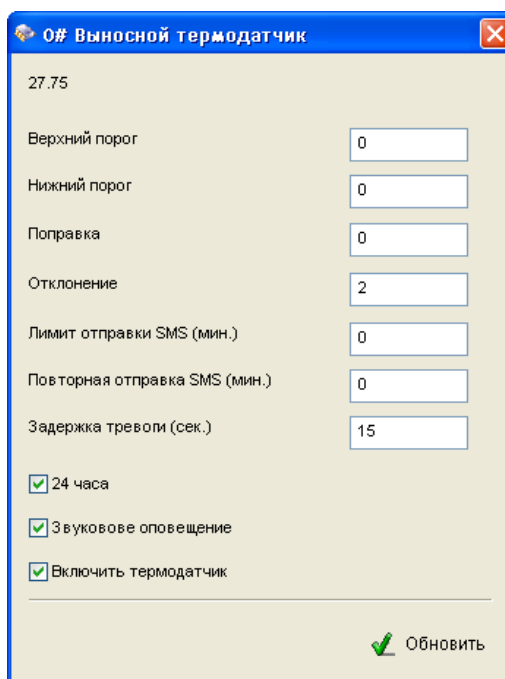 0# Выносной термодатчик
27.75
Верхний порог 0
Нижний порог 0
Поправка 0
Отклонение 2
Лимит отправки SMS (мин.) 0
Повторная отправка SMS (мин.) 0
Задержка тревоги (сек.) 15
24 часа
Звуковове оповещение
Включить термодатчик
Обновить